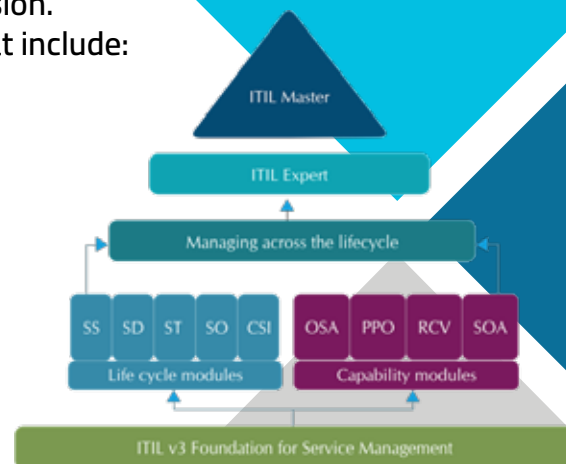 sion.
t include:
ITIL Master
ITIL Expert
Managing across the lifecycle
SS SD ST SO CSI OSA PPO RCV SOA
Life cycle modules Capability modules
ITIL v3 Foundation for Service Management